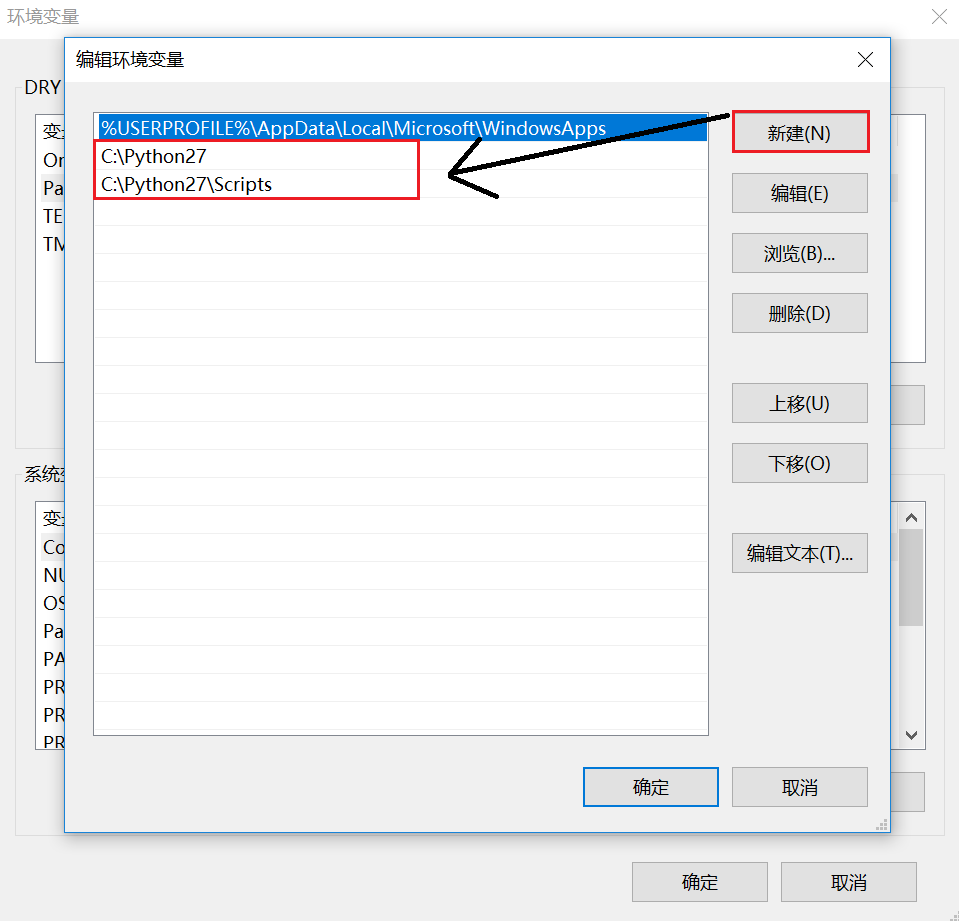 环境变量
编辑环境变量
DRY
%USERPROFILE%\AppData\Local\Microsoft\WindowsApps
新建(N)
变
C:\Python27
On
C:\Python27\Scripts
编辑(E)
Pa
TE
TM
浏览(B)...
删除(D)
上移(U)
下移(O)
系统变
变
Co
编辑文本(T)...
NU
OS
Pa
PA
PR
PR
PR
确定
取消
确定
取消